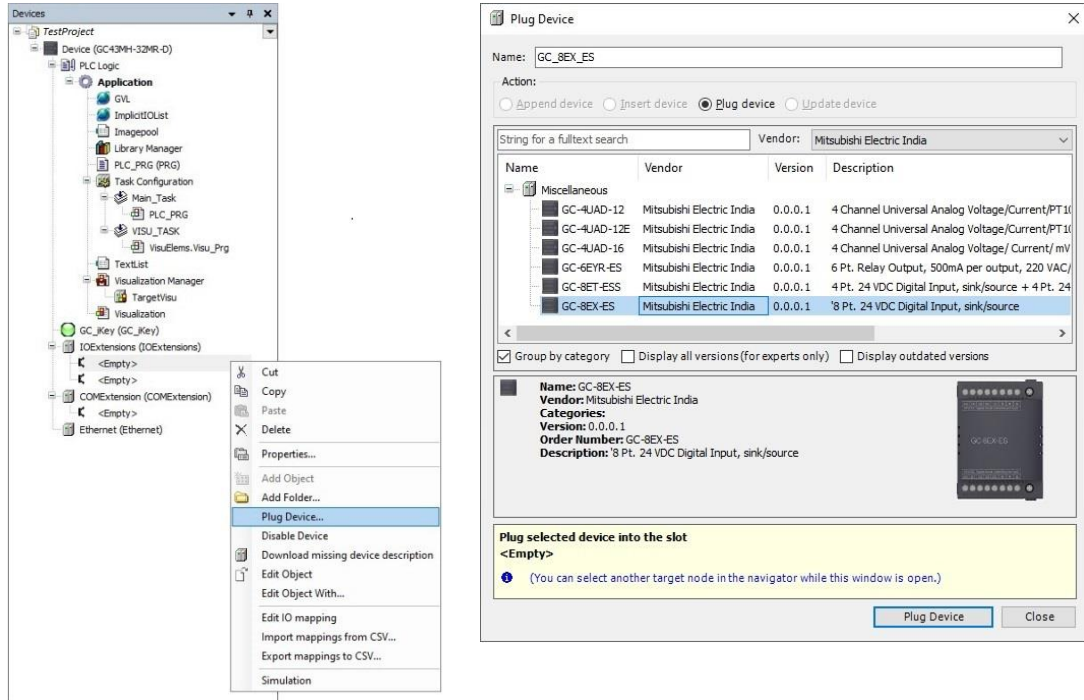 Devices
TestProject
Device (GC43MH-32MR-D)
PLC Logic
Application
GVL
ImplicitIOList
Imagepool
Library Manager
PLC_PRG (PRG)
Task Configuration
Main_Task
PLC_PRG
VISU_TASK
VisuElems.Visu_Prg
TextList
Visualization Manager
TargetVisu
Visualization
GC_iKey (GC_iKey)
IOExtensions (IOExtensions)
<Empty>
<Empty>
COMExtension (COMExtension)
<Empty>
Ethernet (Ethernet)
Cut
Copy
Paste
Delete
Properties...
Add Object
Add Folder...
Plug Device...
Disable Device
Download missing device description
Edit Object
Edit Object With...
Edit IO mapping
Import mappings from CSV...
Export mappings to CSV...
Simulation
Plug Device
Name: GC_8EX_ES
Action:
Append device Insert device Plug device Update device
String for a fulltext search Vendor: Mitsubishi Electric India
Name Vendor Version Description
Miscellaneous
GC-4UAD-12 Mitsubishi Electric India 0.0.0.1 4 Channel Universal Analog Voltage/Current/PT10
GC-4UAD-12E Mitsubishi Electric India 0.0.0.1 4 Channel Universal Analog Voltage/Current/PT10
GC-4UAD-16 Mitsubishi Electric India 0.0.0.1 4 Channel Universal Analog Voltage/ Current/ mV
GC-6EYR-ES Mitsubishi Electric India 0.0.0.1 6 Pt. Relay Output, 500mA per output, 220 VAC/
GC-8ET-ESS Mitsubishi Electric India 0.0.0.1 4 Pt. 24 VDC Digital Input, sink/source + 4 Pt. 24
GC-8EX-ES Mitsubishi Electric India 0.0.0.1 '8 Pt. 24 VDC Digital Input, sink/source
Group by category Display all versions (for experts only) Display outdated versions
Name: GC-8EX-ES
Vendor: Mitsubishi Electric India
Categories:
Version: 0.0.0.1
Order Number: GC-8EX-ES
Description: '8 Pt. 24 VDC Digital Input, sink/source
GC-8EX-ES
Plug selected device into the slot
<Empty>
(You can select another target node in the navigator while this window is open.)
Plug Device Close